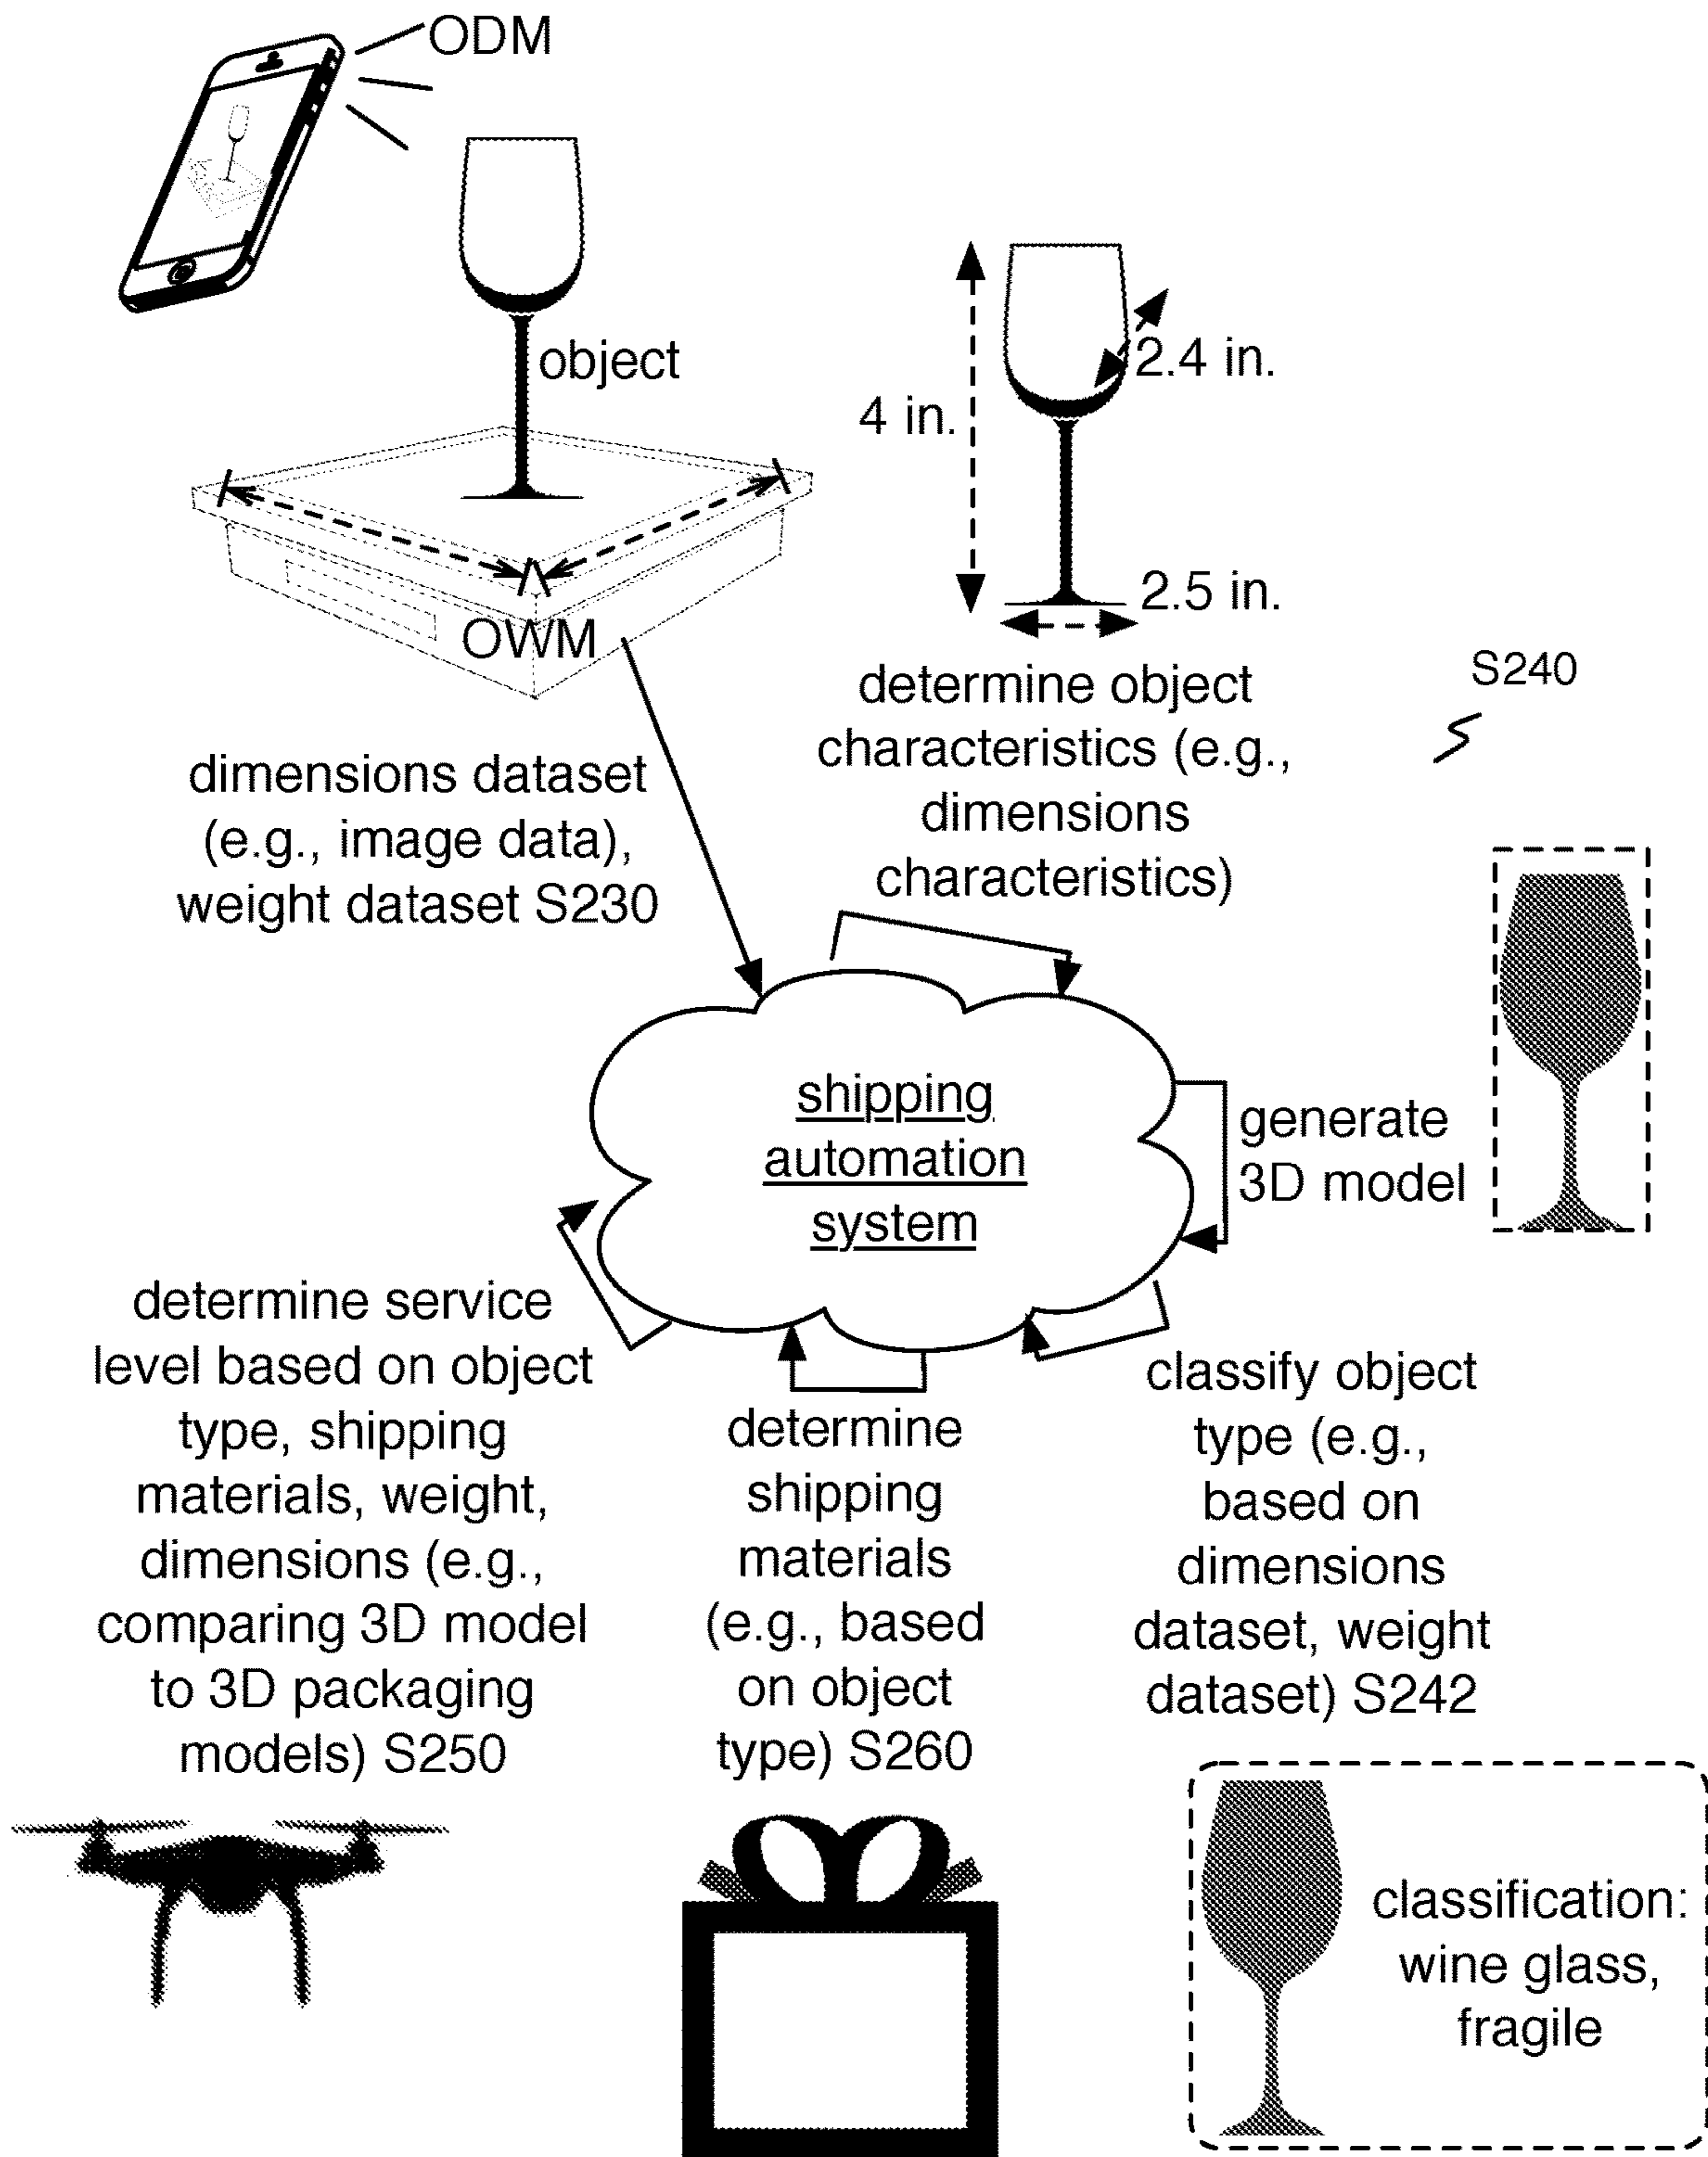 ODM
object
OWM
4 in.
2.4 in.
2.5 in.
dimensions dataset
(e.g., image data),
weight dataset S230
determine object
characteristics (e.g.,
dimensions
characteristics)
S240
shipping
automation
system
generate
3D model
classify object
type (e.g.,
based on
dimensions
dataset, weight
dataset) S242
classification:
wine glass,
fragile
determine
shipping
materials
(e.g., based
on object
type) S260
determine service
level based on object
type, shipping
materials, weight,
dimensions (e.g.,
comparing 3D model
to 3D packaging
models) S250